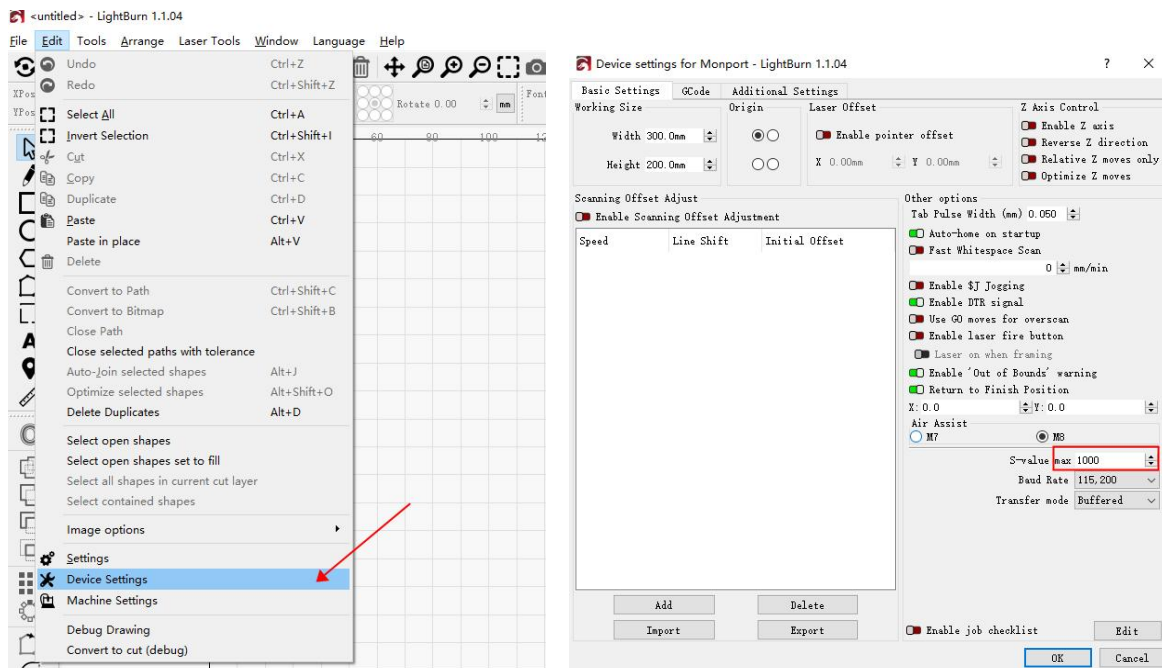 <untitled> - LightBurn 1.1.04
File Edit Tools Arrange Laser Tools Window Language Help
Undo Ctrl+Z
Redo Ctrl+Shift+Z
Select All Ctrl+A
Invert Selection Ctrl+Shift+I
Cut Ctrl+X
Copy Ctrl+C
Duplicate Ctrl+D
Paste Ctrl+V
Paste in place Alt+V
Delete
Convert to Path Ctrl+Shift+C
Convert to Bitmap Ctrl+Shift+B
Close Path
Close selected paths with tolerance
Auto-Join selected shapes Alt+J
Optimize selected shapes Alt+Shift+O
Delete Duplicates Alt+D
Select open shapes
Select open shapes set to fill
Select all shapes in current cut layer
Select contained shapes
Image options
Settings
Device Settings
Machine Settings
Debug Drawing
Convert to cut (debug)
XPos
YPos
Rotate 0.00 mm
Font
60 80 100 12
Device settings for Monport - LightBurn 1.1.04 ? ×
Basic Settings GCode Additional Settings
Working Size Origin Laser Offset Z Axis Control
Width 300.0mm Enable pointer offset Enable Z axis
Reverse Z direction
Height 200.0mm X 0.00mm Y 0.00mm Relative Z moves only
Optimize Z moves
Scanning Offset Adjust
Enable Scanning Offset Adjustment
Speed Line Shift Initial Offset
Add Delete
Import Export
Other options
Tab Pulse Width (mm) 0.050
Auto-home on startup
Fast Whitespace Scan
0 mm/min
Enable $J Jogging
Enable DTR signal
Use G0 moves for overscan
Enable laser fire button
Laser on when framing
Enable 'Out of Bounds' warning
Return to Finish Position
X: 0.0 Y: 0.0
Air Assist
M7 M8
S-value max 1000
Baud Rate 115,200
Transfer mode Buffered
Enable job checklist Edit
OK Cancel